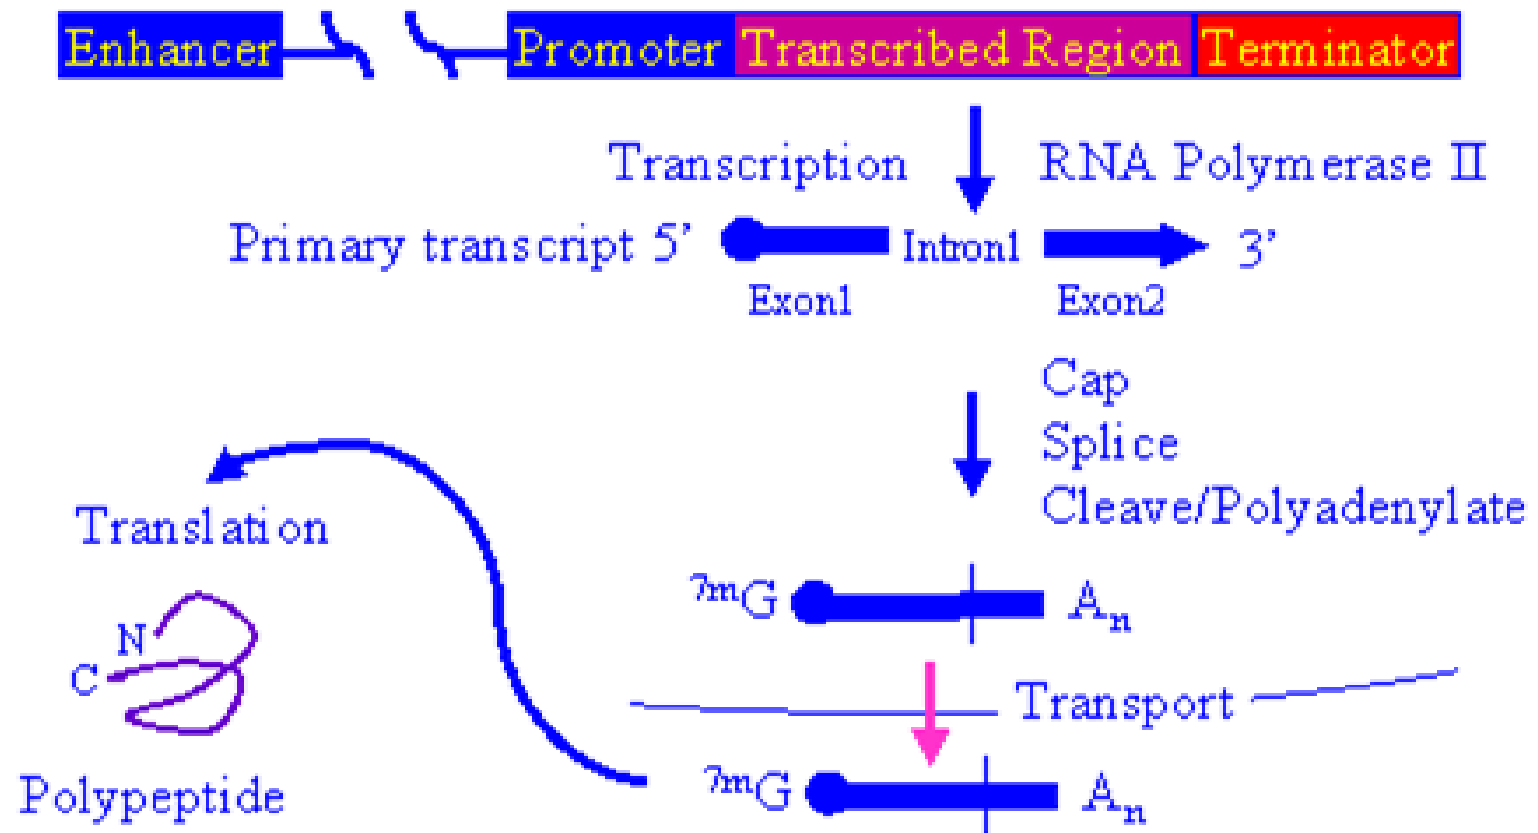 Enhancer Promoter Transcribed Region Terminator
Transcription RNA Polymerase II
Primary transcript 5’ Intron1 3’
Exon1 Exon2
Cap
Splice
Cleave/Polyadenylate
Translation
7mG An
N
C
Transport
Polypeptide
7mG An